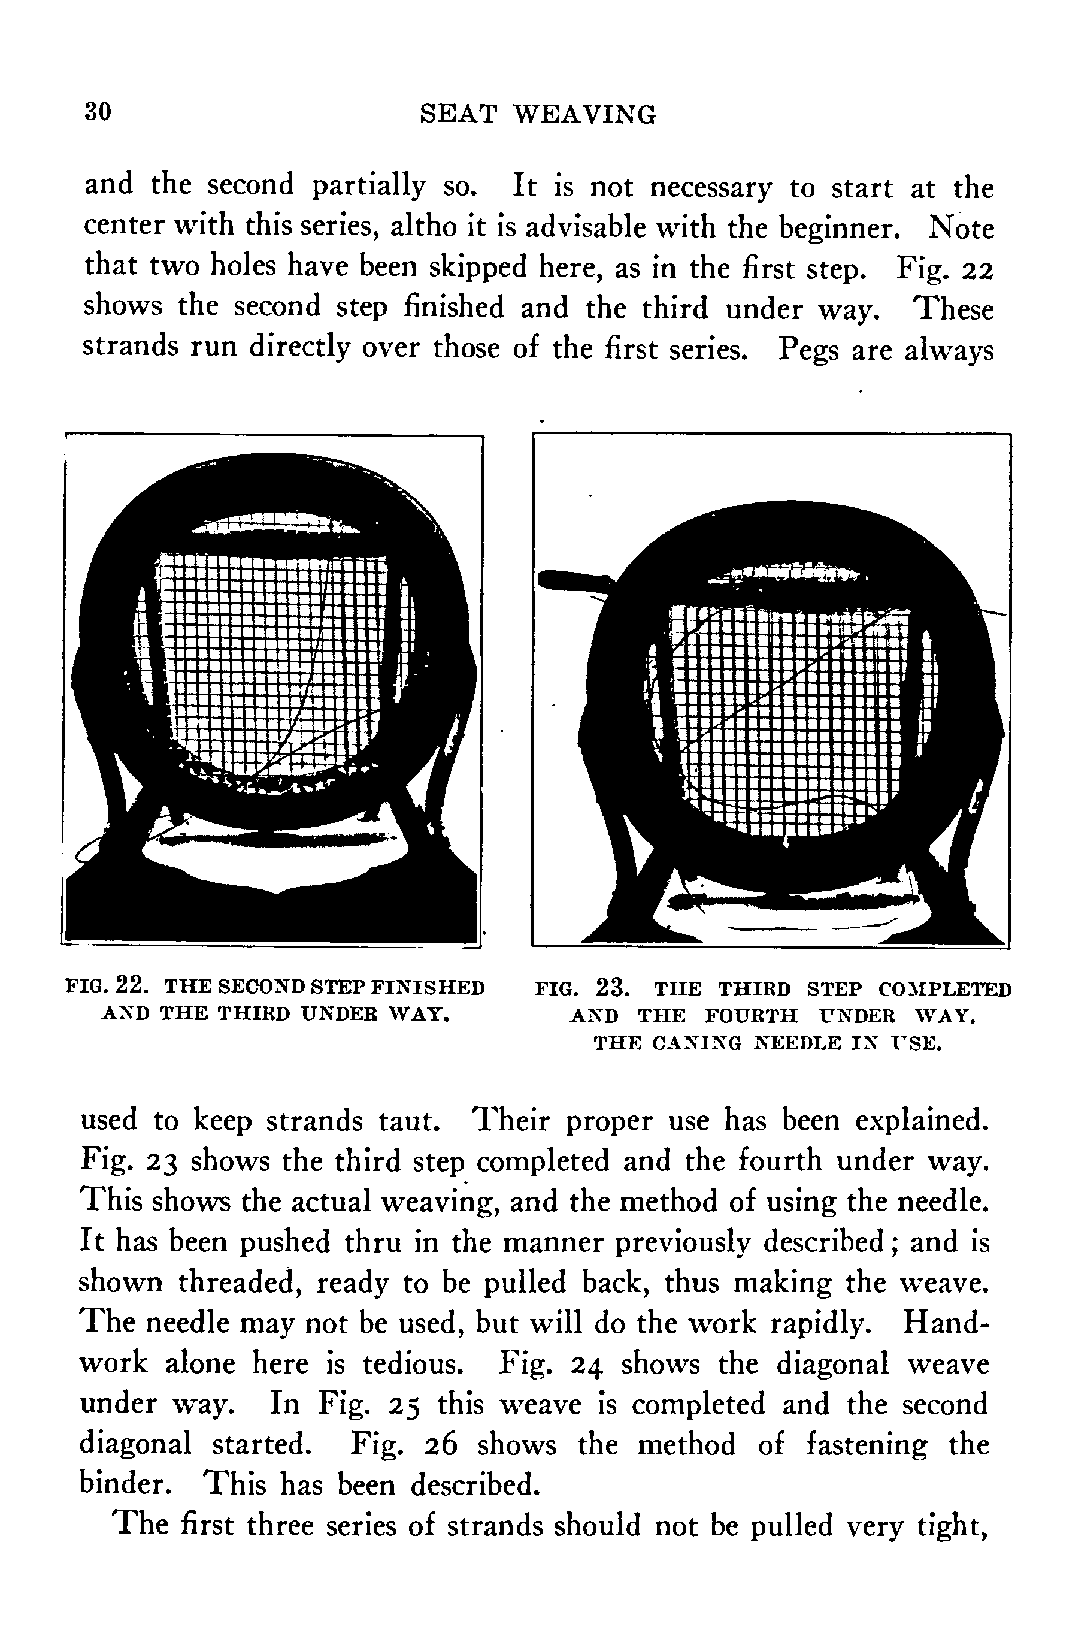 30 SEAT WEAVING
and the second partially so. It is not necessary to start at the
center with this series, altho it is advisable with the beginner. Note
that two holes have been skipped here, as in the first step. Fig. 22
shows the second step finished and the third under way. These
strands run directly over those of the first series. Pegs are always
FIG. 22. THE SECOND STEP FINISHED
AND THE THIRD UNDER WAY.
FIG. 23. THE THIRD STEP COMPLETED
AND THE FOURTH UNDER WAY.
THE CANING NEEDLE IN USE.
used to keep strands taut. Their proper use has been explained.
Fig. 23 shows the third step completed and the fourth under way.
This shows the actual weaving, and the method of using the needle.
It has been pushed thru in the manner previously described; and is
shown threaded, ready to be pulled back, thus making the weave.
The needle may not be used, but will do the work rapidly. Hand-
work alone here is tedious. Fig. 24 shows the diagonal weave
under way. In Fig. 25 this weave is completed and the second
diagonal started. Fig. 26 shows the method of fastening the
binder. This has been described.
The first three series of strands should not be pulled very tight,